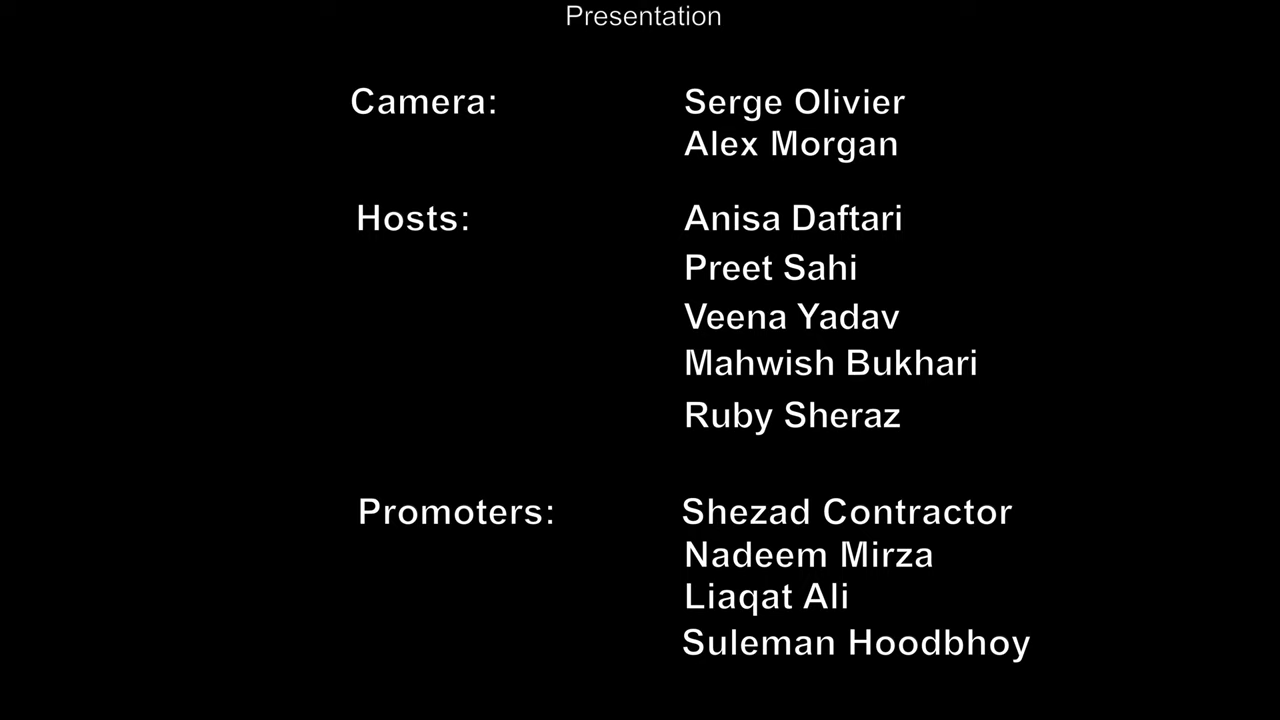 Presentation
Camera: Serge Olivier
Alex Morgan
Hosts: Anisa Daftari
Preet Sahi
Veena Yadav
Mahwish Bukhari
Ruby Sheraz
Promoters: Shezad Contractor
Nadeem Mirza
Liaqat Ali
Suleman Hoodbhoy